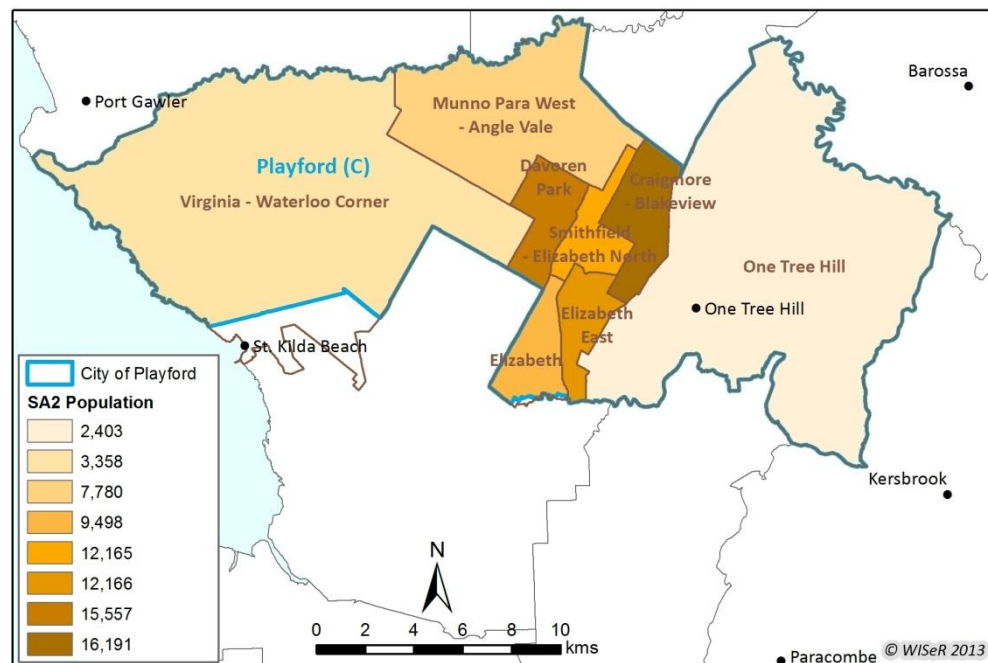 Port Gawler
Barossa
Munno Para West
- Angle Vale
Playford (C)
Davoren
Park
Craigmore
- Blakeview
Virginia - Waterloo Corner
Smithfield
- Elizabeth North
One Tree Hill
One Tree Hill
Elizabeth
East
St. Kilda Beach
Elizabeth
City of Playford
SA2 Population
2,403
3,358
7,780
9,498
12,165
12,166
15,557
16,191
Kersbrook
N
0 2 4 6 8 10
kms
© WISeR 2013
Paracombe